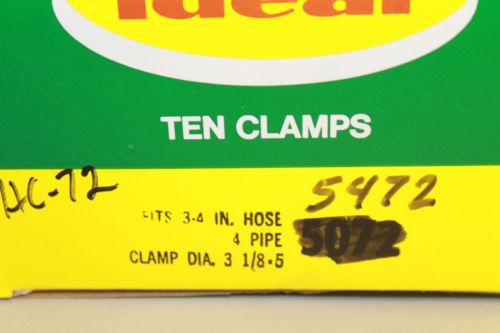 Ideal
TEN CLAMPS
HC-72
5472
FITS 3-4 IN. HOSE
4 PIPE 5072
CLAMP DIA. 3 1/8-5